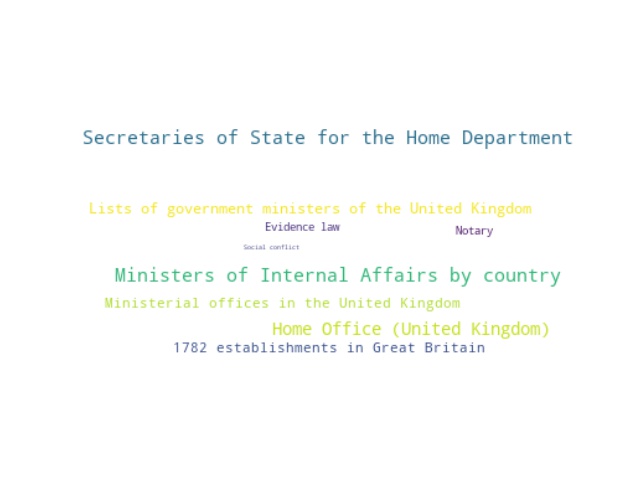 Secretaries of State for the Home Department
Lists of government ministers of the United Kingdom
Evidence law
Notary
Social conflict
Ministers of Internal Affairs by country
Ministerial offices in the United Kingdom
Home Office (United Kingdom)
1782 establishments in Great Britain